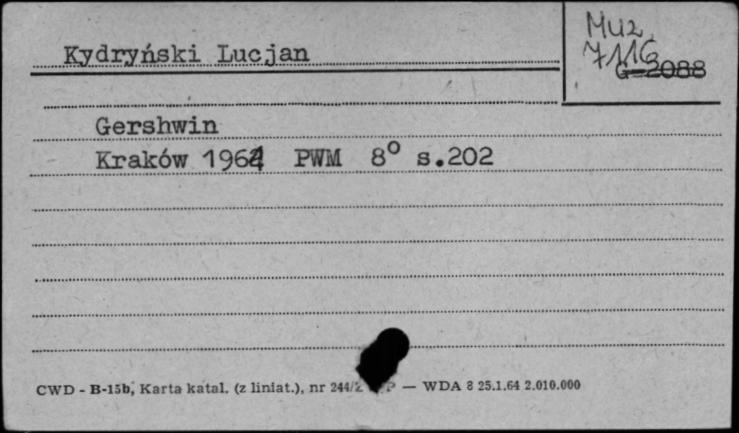 Kydryński Lucjan
Muz
7116
G-2088
Gershwin
Kraków 1964 PWM 8° s.202
CWD - B-15b, Karta katal. (z liniat.), nr 244/Z — WDA 8 25.1.64 2.010.000